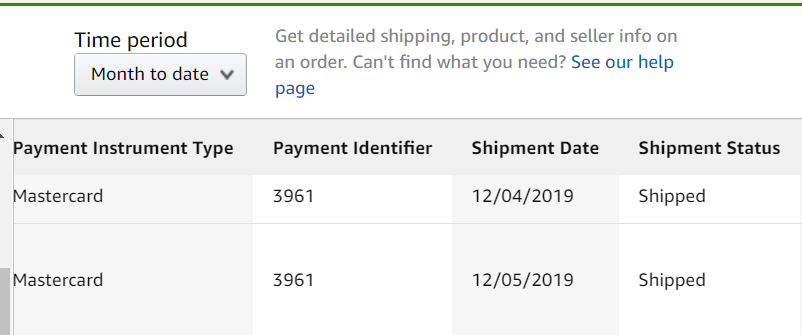 Time period
Month to date
Get detailed shipping, product, and seller info on
an order. Can't find what you need? See our help
page
Payment Instrument Type Payment Identifier Shipment Date Shipment Status
Mastercard 3961 12/04/2019 Shipped
Mastercard 3961 12/05/2019 Shipped